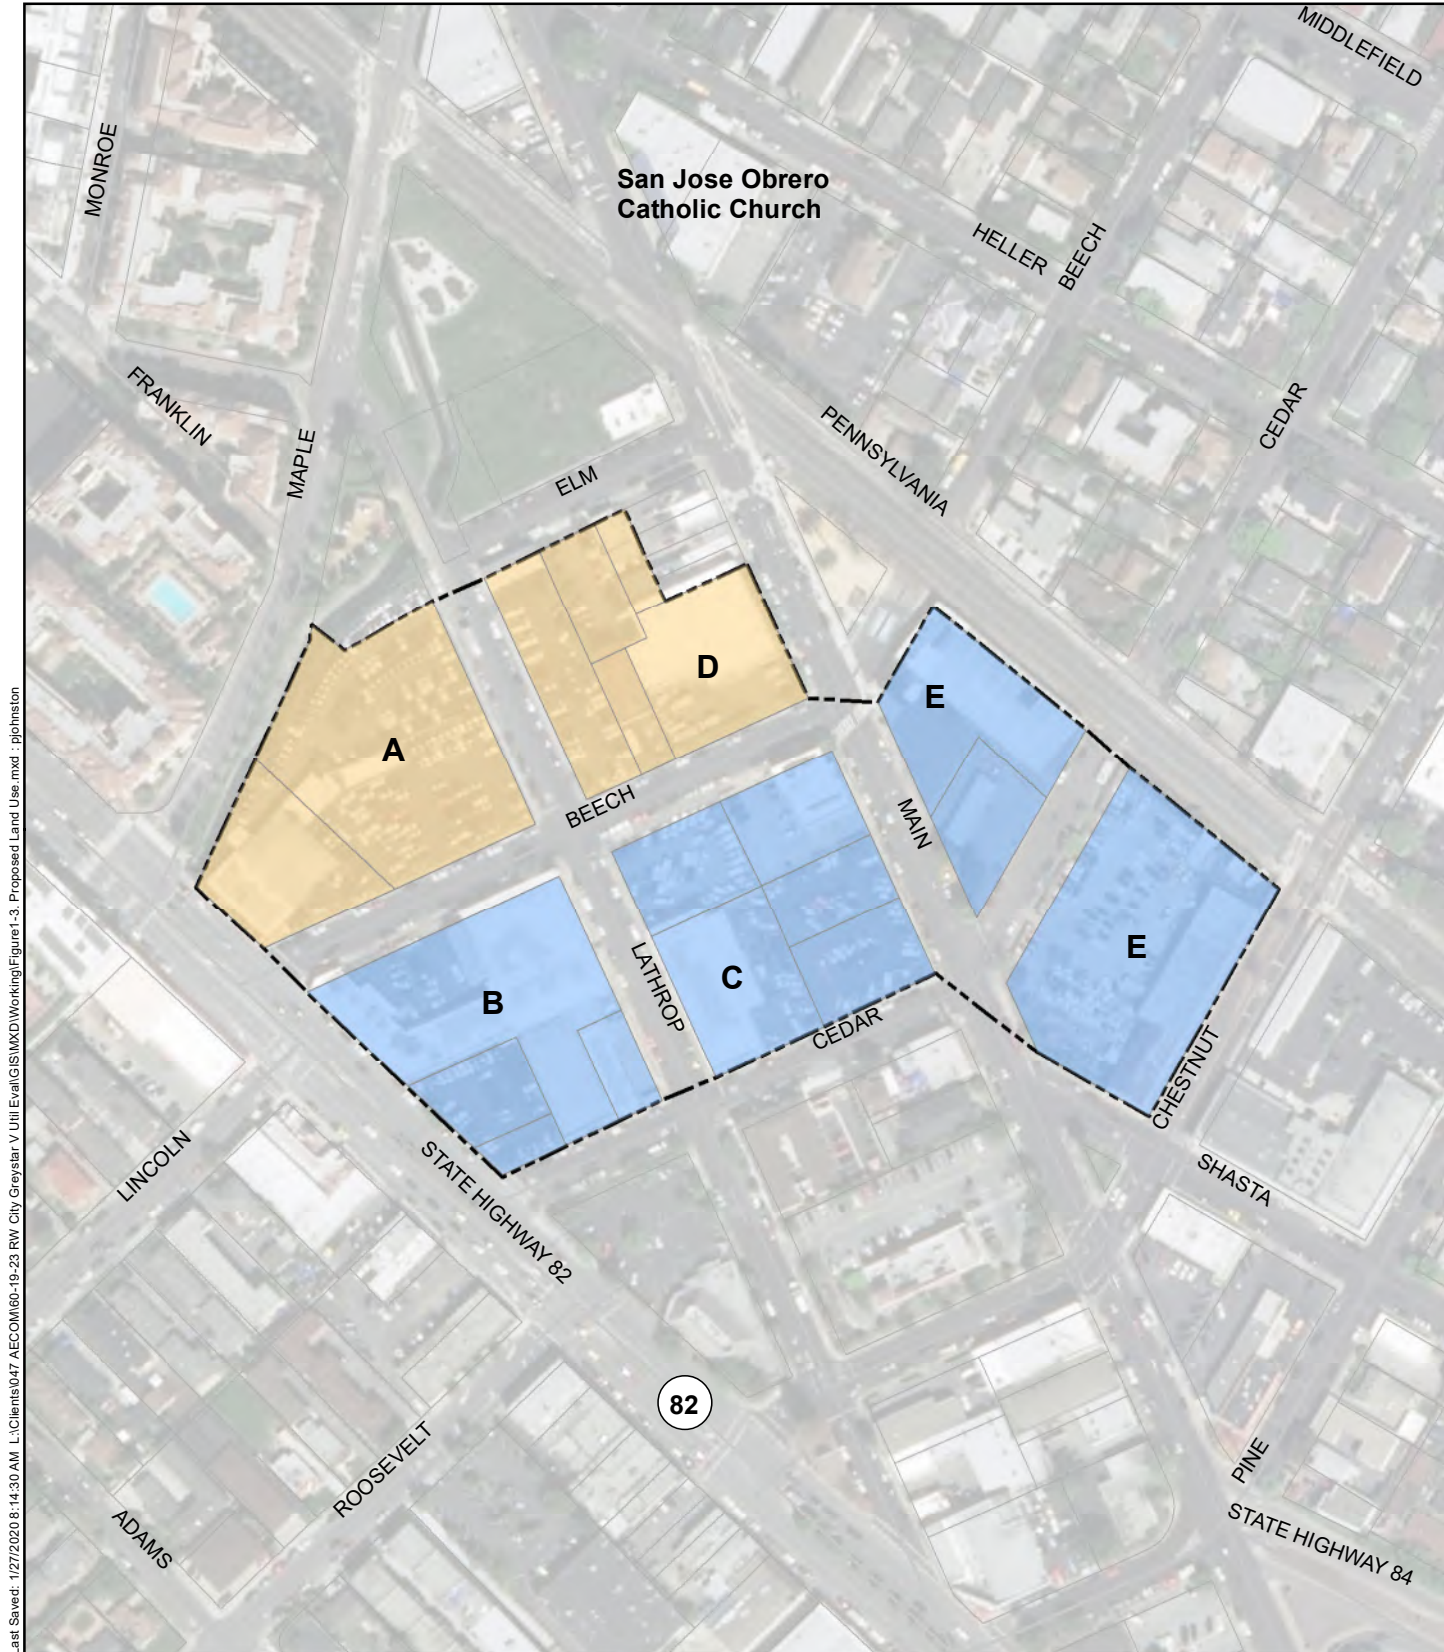 MIDDLEFIELD
MONROE
San Jose Obrero
Catholic Church
HELLER
BEECH
FRANKLIN
MAPLE
CEDAR
PENNSYLVANIA
ELM
D
E
A
BEECH
MAIN
E
B
C
LATHROP
CEDAR
CHESTNUT
LINCOLN
STATE HIGHWAY 82
SHASTA
82
ROOSEVELT
ADAMS
PINE
STATE HIGHWAY 84
Last Saved: 1/27/2020 8:14:30 AM L:\Clients\047 AECOM\60-19-23 RW City Greystar V Util Eval\GIS\MXD\Working\Figure1-3. Proposed Land Use.mxd : pjohnston